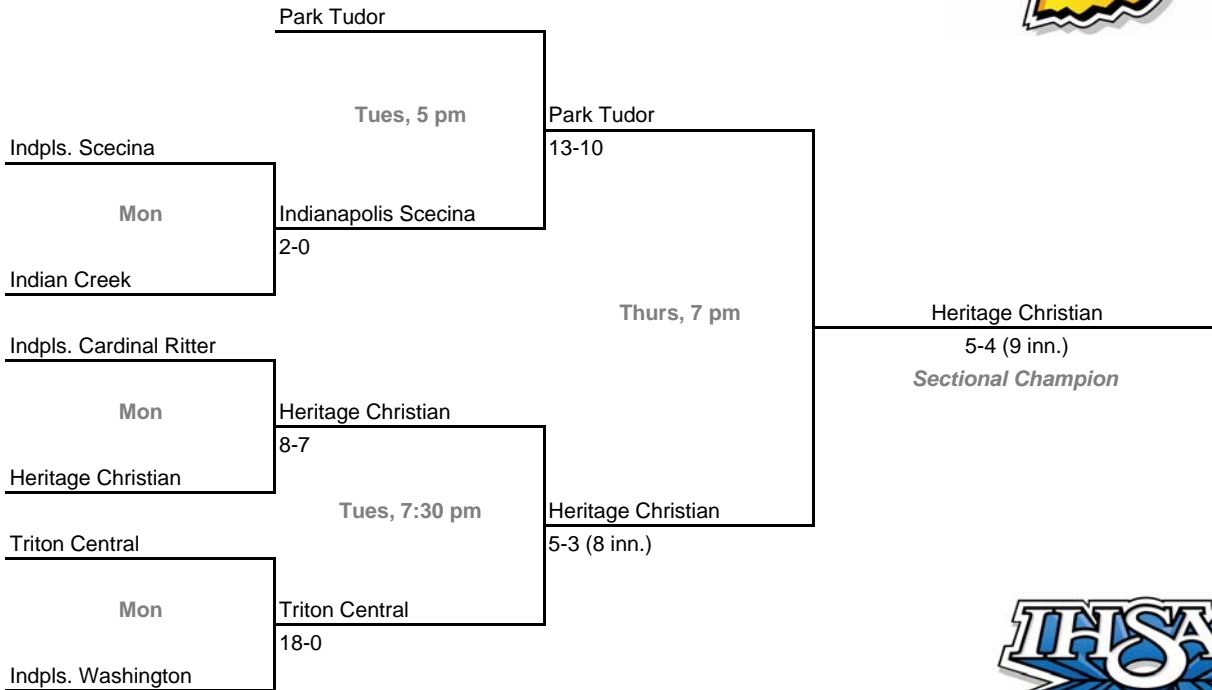 Park Tudor
Tues, 5 pm
Park Tudor
Indpls. Scecina
13-10
Mon
Indianapolis Scecina
2-0
Indian Creek
Thurs, 7 pm
Heritage Christian
Indpls. Cardinal Ritter
5-4 (9 inn.)
Sectional Champion
Mon
Heritage Christian
8-7
Heritage Christian
Tues, 7:30 pm
Heritage Christian
Triton Central
5-3 (8 inn.)
Mon
Triton Central
18-0
Indpls. Washington
IHSA